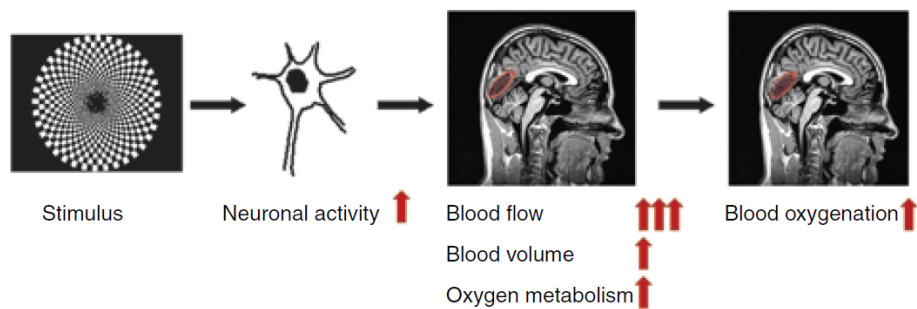 Stimulus
Neuronal activity
Blood flow
Blood volume
Oxygen metabolism
Blood oxygenation